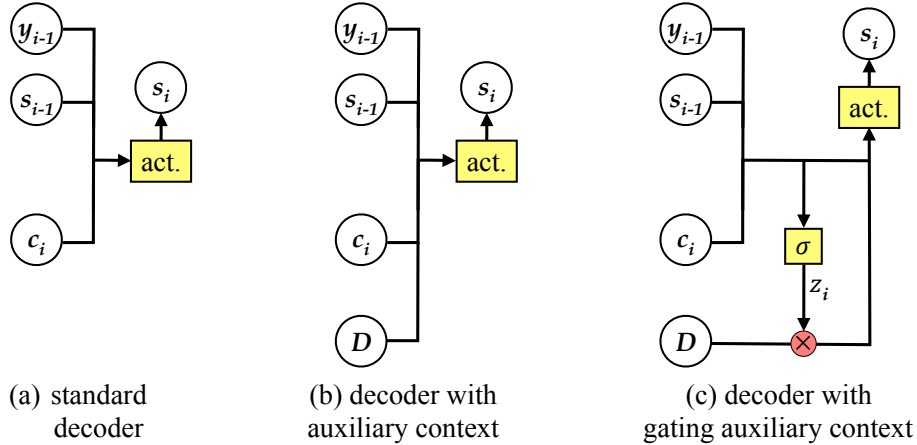 y_{i-1}
s_{i-1}
s_i
act.
c_i
(a) standard
decoder
y_{i-1}
s_{i-1}
s_i
act.
c_i
D
(b) decoder with
auxiliary context
y_{i-1}
s_i
s_{i-1}
act.
c_i
σ
z_i
D
×
(c) decoder with
gating auxiliary context